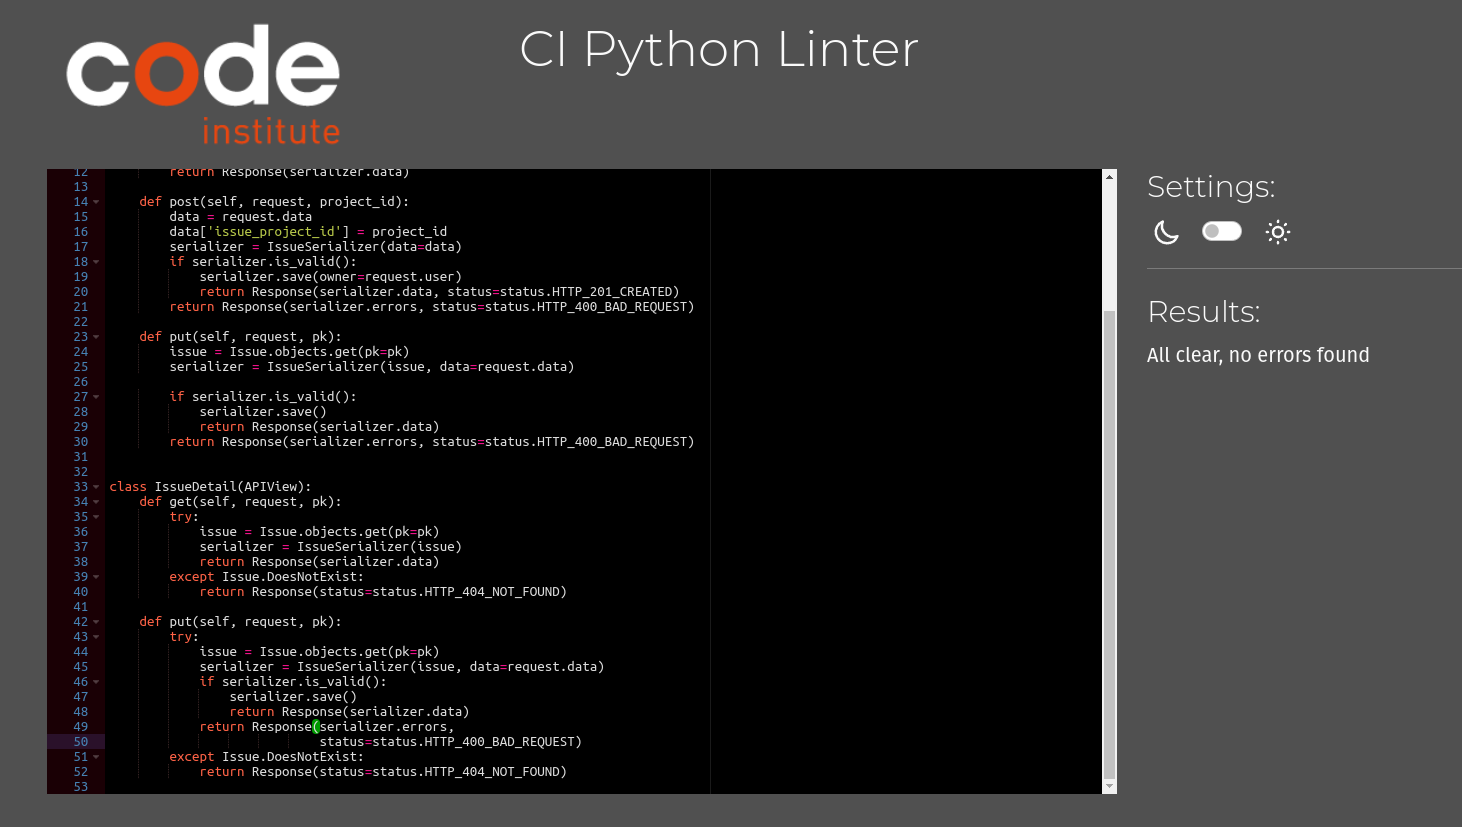 code
institute
CI Python Linter
12 return Response(serializer.data)
13
14 def post(self, request, project_id):
15 data = request.data
16 data['issue_project_id'] = project_id
17 serializer = IssueSerializer(data=data)
18 if serializer.is_valid():
19 serializer.save(owner=request.user)
20 return Response(serializer.data, status=status.HTTP_201_CREATED)
21 return Response(serializer.errors, status=status.HTTP_400_BAD_REQUEST)
22
23 def put(self, request, pk):
24 issue = Issue.objects.get(pk=pk)
25 serializer = IssueSerializer(issue, data=request.data)
26
27 if serializer.is_valid():
28 serializer.save()
29 return Response(serializer.data)
30 return Response(serializer.errors, status=status.HTTP_400_BAD_REQUEST)
31
32
33 class IssueDetail(APIView):
34 def get(self, request, pk):
35 try:
36 issue = Issue.objects.get(pk=pk)
37 serializer = IssueSerializer(issue)
38 return Response(serializer.data)
39 except Issue.DoesNotExist:
40 return Response(status=status.HTTP_404_NOT_FOUND)
41
42 def put(self, request, pk):
43 try:
44 issue = Issue.objects.get(pk=pk)
45 serializer = IssueSerializer(issue, data=request.data)
46 if serializer.is_valid():
47 serializer.save()
48 return Response(serializer.data)
49 return Response(serializer.errors,
50 status=status.HTTP_400_BAD_REQUEST)
51 except Issue.DoesNotExist:
52 return Response(status=status.HTTP_404_NOT_FOUND)
53
Settings:
Results:
All clear, no errors found